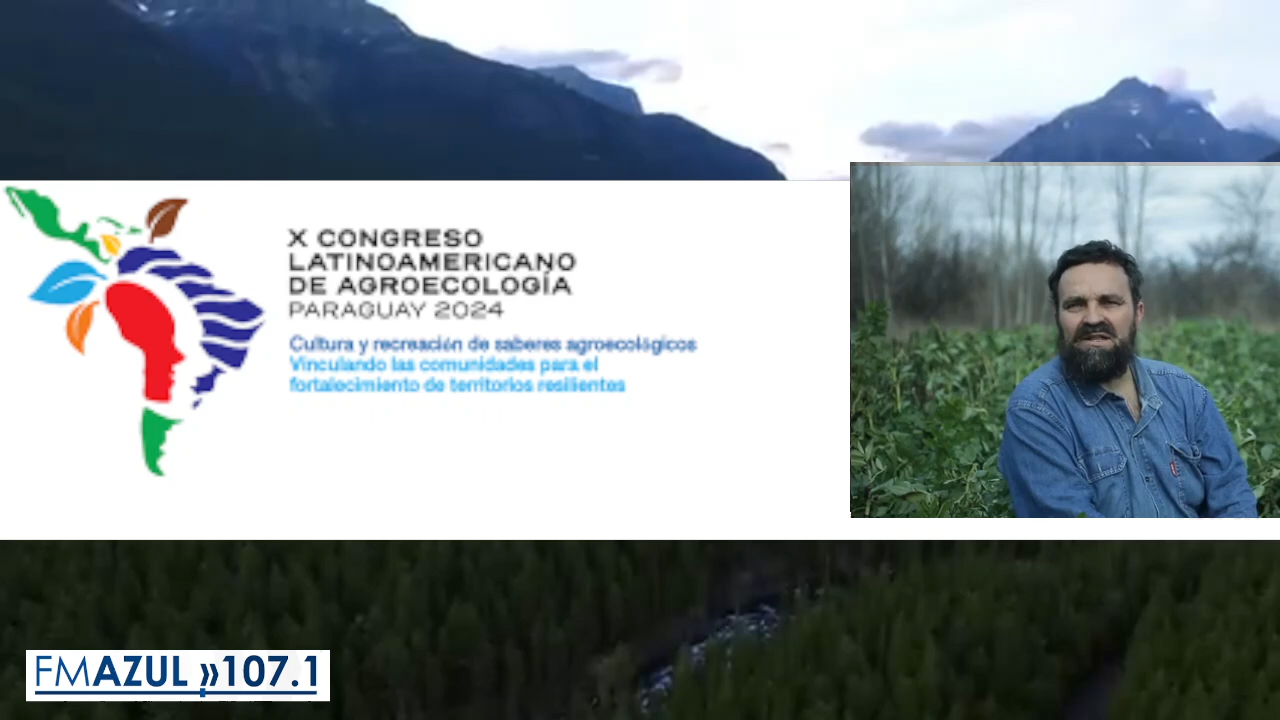 X CONGRESO
LATINOAMERICANO
DE AGROECOLOGÍA
PARAGUAY 2024
Cultura y recreación de saberes agroecológicos
Vinculando las comunidades para el
fortalecimiento de territorios resilientes
FMAZUL »107.1